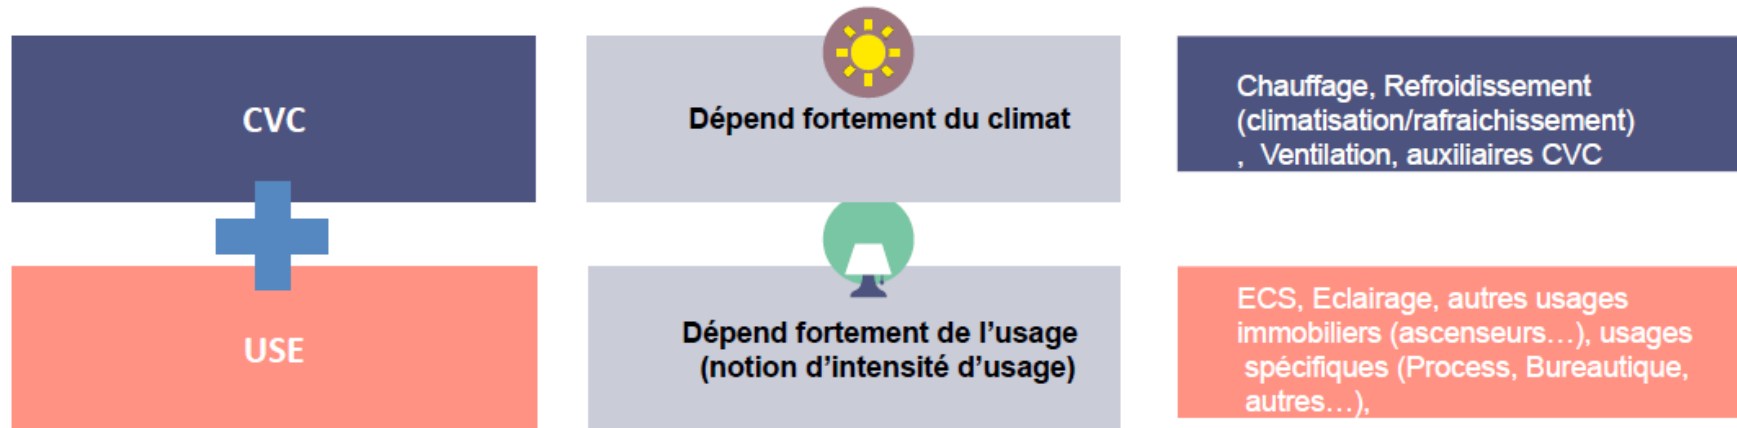 CVC
Dépend fortement du climat
Chauffage, Refroidissement
(climatisation/rafraichissement)
, Ventilation, auxiliaires CVC
USE
Dépend fortement de l’usage
(notion d’intensité d’usage)
ECS, Eclairage, autres usages
immobiliers (ascenseurs…), usages
spécifiques (Process, Bureautique,
autres…),